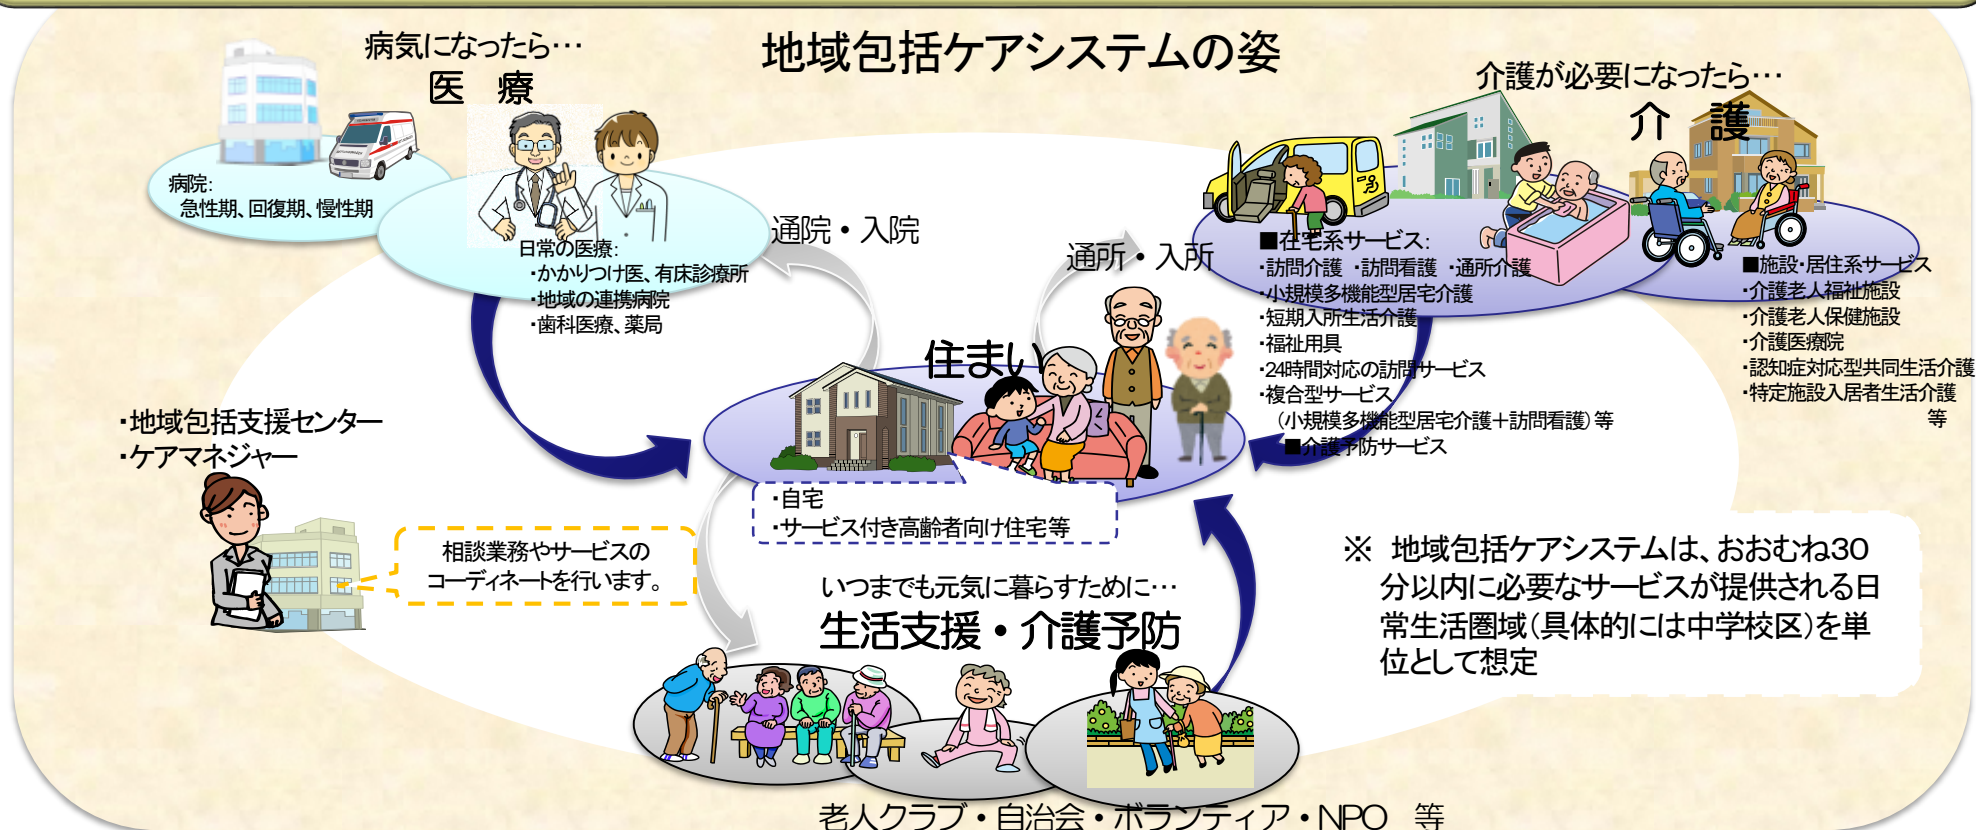 地域包括ケアシステムの姿
病気になったら…
医 療
病院:
急性期、回復期、慢性期
日常の医療:
・かかりつけ医、有床診療所
・地域の連携病院
・歯科医療、薬局
通院・入院
通所・入所
介護が必要になったら…
介 護
■在宅系サービス:
・訪問介護 ・訪問看護 ・通所介護
・小規模多機能型居宅介護
・短期入所生活介護
・福祉用具
・24時間対応の訪問サービス
・複合型サービス
(小規模多機能型居宅介護+訪問看護)等
■介護予防サービス
■施設・居住系サービス
・介護老人福祉施設
・介護老人保健施設
・介護医療院
・認知症対応型共同生活介護
・特定施設入居者生活介護
等
住まい
・自宅
・サービス付き高齢者向け住宅等
・地域包括支援センター
・ケアマネジャー
相談業務やサービスの
コーディネートを行います。
いつまでも元気に暮らすために…
生活支援・介護予防
老人クラブ・自治会・ボランティア・NPO 等
※ 地域包括ケアシステムは、おおむね30
分以内に必要なサービスが提供される日
常生活圏域(具体的には中学校区)を単
位として想定